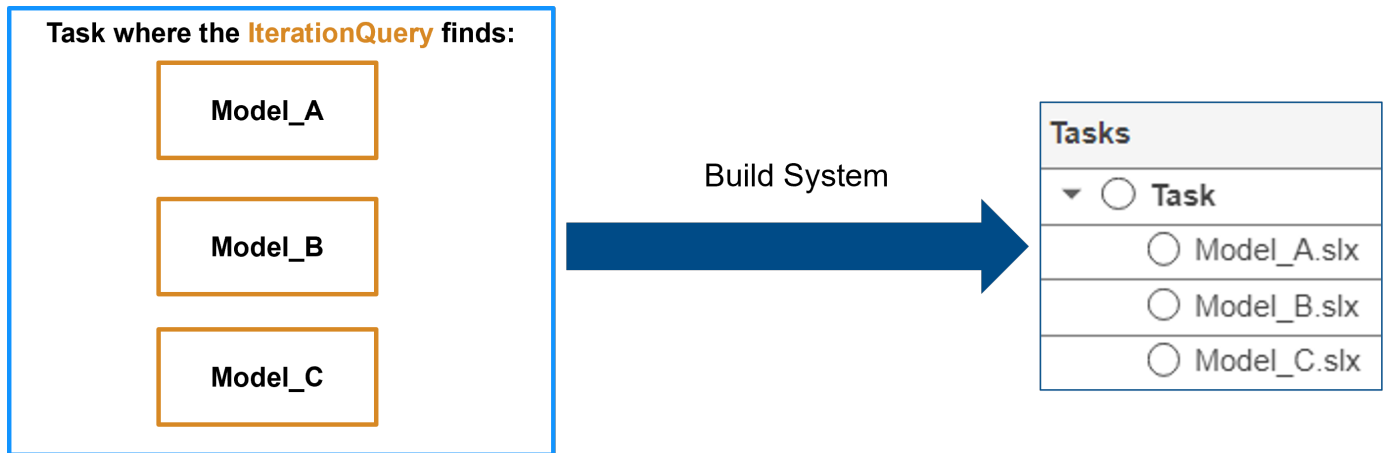 Task where the IterationQuery finds:
Model_A
Model_B
Model_C
Build System
Tasks
Task
Model_A.slx
Model_B.slx
Model_C.slx